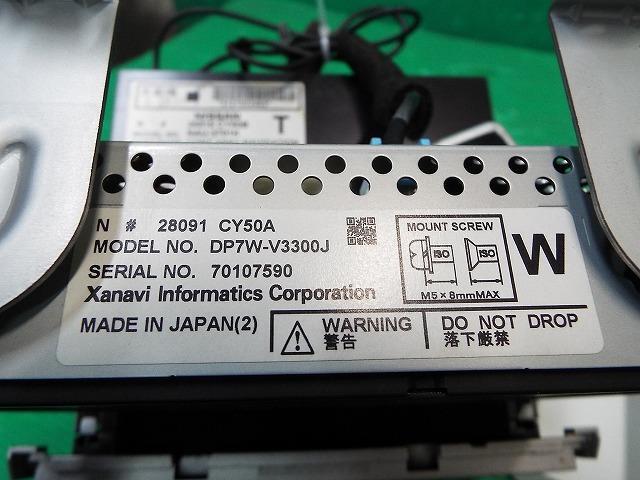 NISSAN
T
N # 28091 CY50A
MODEL NO. DP7W-V3300J
SERIAL NO. 70107590
Xanavi Informatics Corporation
MADE IN JAPAN(2)
MOUNT SCREW
ISO ISO
M5×8mmMAX
W
WARNING
警告
DO NOT DROP
落下厳禁